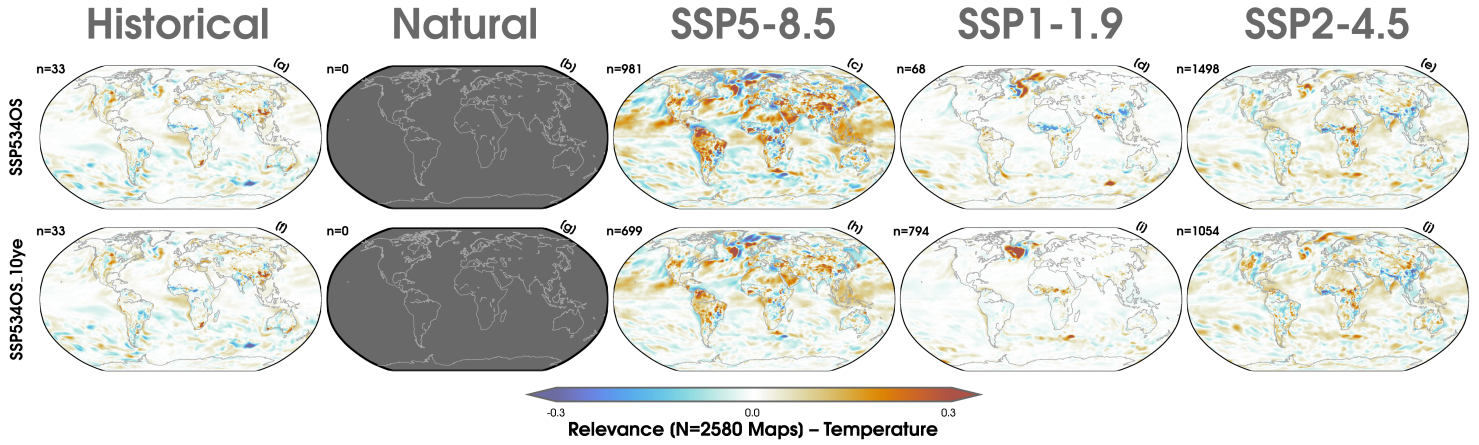 Historical Natural SSP5-8.5 SSP1-1.9 SSP2-4.5
n=33 (a) n=0 (b) n=981 (c) n=68 (d) n=1498 (e)
SSP534OS
n=33 (f) n=0 (g) n=699 (h) n=794 (i) n=1054 (j)
SSP534OS_10ye
-0.3 0.0 0.3
Relevance [N=2580 Maps] – Temperature